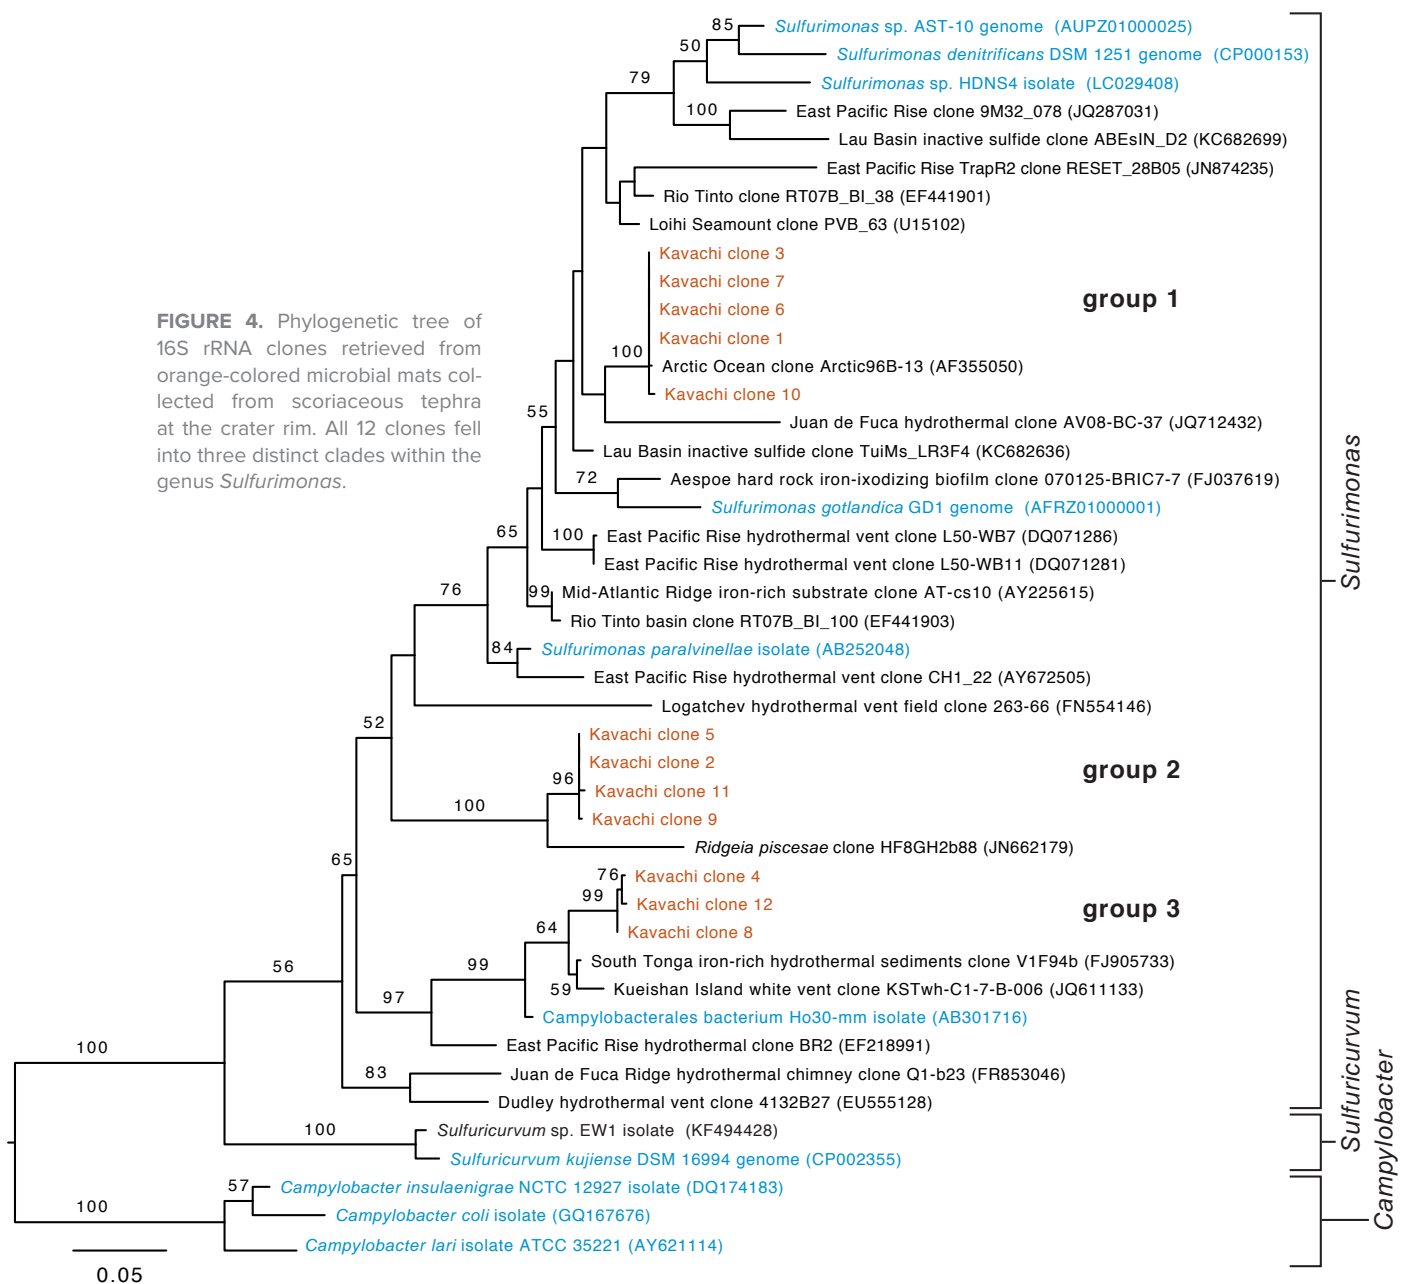 85
Sulfurimonas sp. AST-10 genome (AUPZ01000025)
50
Sulfurimonas denitrificans DSM 1251 genome (CP000153)
79
Sulfurimonas sp. HDNS4 isolate (LC029408)
100
East Pacific Rise clone 9M32_078 (JQ287031)
Lau Basin inactive sulfide clone ABEsIN_D2 (KC682699)
East Pacific Rise TrapR2 clone RESET_28B05 (JN874235)
Rio Tinto clone RT07B_BI_38 (EF441901)
Loihi Seamount clone PVB_63 (U15102)
Kavachi clone 3
Kavachi clone 7
group 1
Kavachi clone 6
Kavachi clone 1
100
Arctic Ocean clone Arctic96B-13 (AF355050)
Kavachi clone 10
FIGURE 4. Phylogenetic tree of
16S rRNA clones retrieved from
orange-colored microbial mats col-
lected from scoriaceous tephra
at the crater rim. All 12 clones fell
into three distinct clades within the
genus Sulfurimonas.
55
Juan de Fuca hydrothermal clone AV08-BC-37 (JQ712432)
Lau Basin inactive sulfide clone TuiMs_LR3F4 (KC682636)
72
Aespoe hard rock iron-ixodizing biofilm clone 070125-BRIC7-7 (FJ037619)
Sulfurimonas gotlandica GD1 genome (AFRZ01000001)
65
100
East Pacific Rise hydrothermal vent clone L50-WB7 (DQ071286)
East Pacific Rise hydrothermal vent clone L50-WB11 (DQ071281)
76
99
Mid-Atlantic Ridge iron-rich substrate clone AT-cs10 (AY225615)
Rio Tinto basin clone RT07B_BI_100 (EF441903)
84
Sulfurimonas paralvinellae isolate (AB252048)
East Pacific Rise hydrothermal vent clone CH1_22 (AY672505)
Logatchev hydrothermal vent field clone 263-66 (FN554146)
52
Kavachi clone 5
Kavachi clone 2
group 2
96
Kavachi clone 11
100
Kavachi clone 9
Ridgeia piscesae clone HF8GH2b88 (JN662179)
65
76
Kavachi clone 4
99
Kavachi clone 12
group 3
64
Kavachi clone 8
99
South Tonga iron-rich hydrothermal sediments clone V1F94b (FJ905733)
59
Kueishan Island white vent clone KSTwh-C1-7-B-006 (JQ611133)
56
97
Campylobacterales bacterium Ho30-mm isolate (AB301716)
East Pacific Rise hydrothermal clone BR2 (EF218991)
100
83
Juan de Fuca Ridge hydrothermal chimney clone Q1-b23 (FR853046)
Dudley hydrothermal vent clone 4132B27 (EU555128)
100
Sulfuricurvum sp. EW1 isolate (KF494428)
Sulfuricurvum kujiense DSM 16994 genome (CP002355)
57
Campylobacter insulaenigrae NCTC 12927 isolate (DQ174183)
100
Campylobacter coli isolate (GQ167676)
Campylobacter lari isolate ATCC 35221 (AY621114)
0.05
Sulfurimonas
Sulfuricurvum
Campylobacter